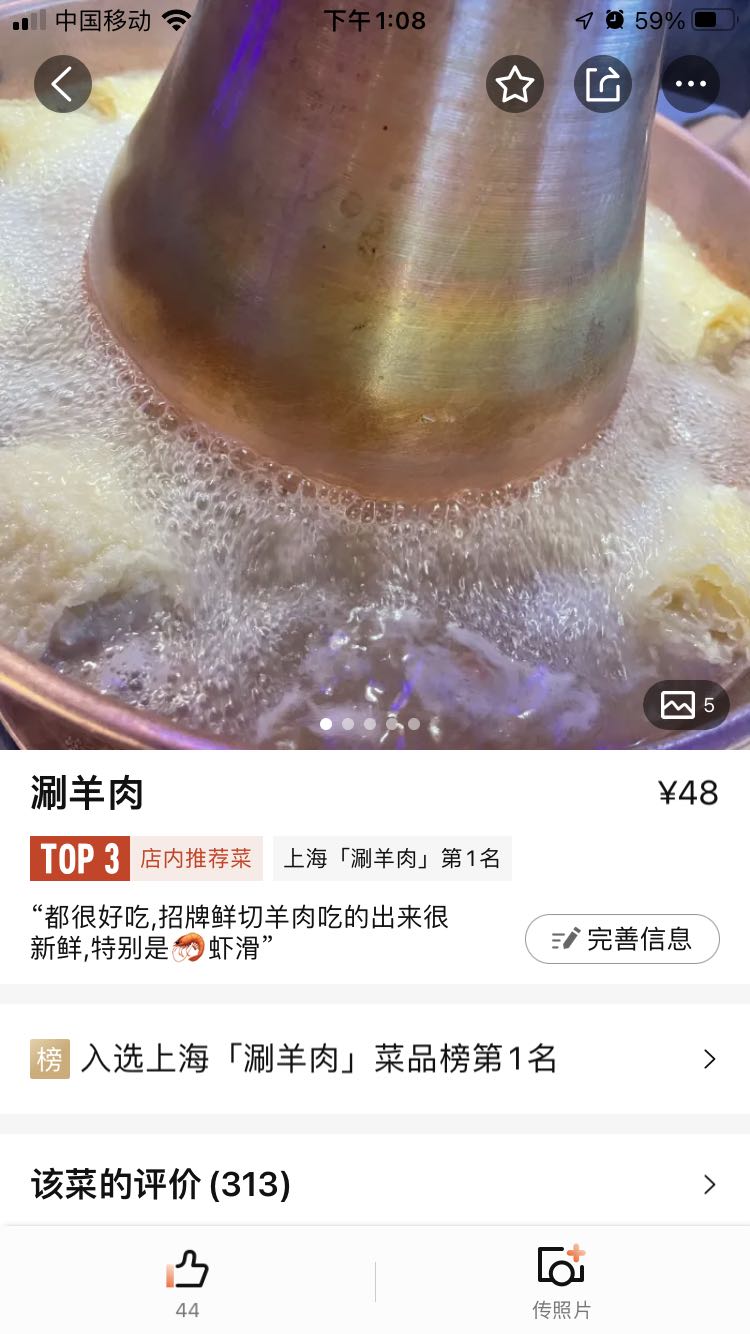 中国移动 下午1:08 59%
5
涮羊肉 ¥48
TOP 3 店内推荐菜 上海「涮羊肉」第1名
“都很好吃,招牌鲜切羊肉吃的出来很
新鲜,特别是🦐虾滑”
完善信息
榜 入选上海「涮羊肉」菜品榜第1名
该菜的评价 (313)
44 传照片